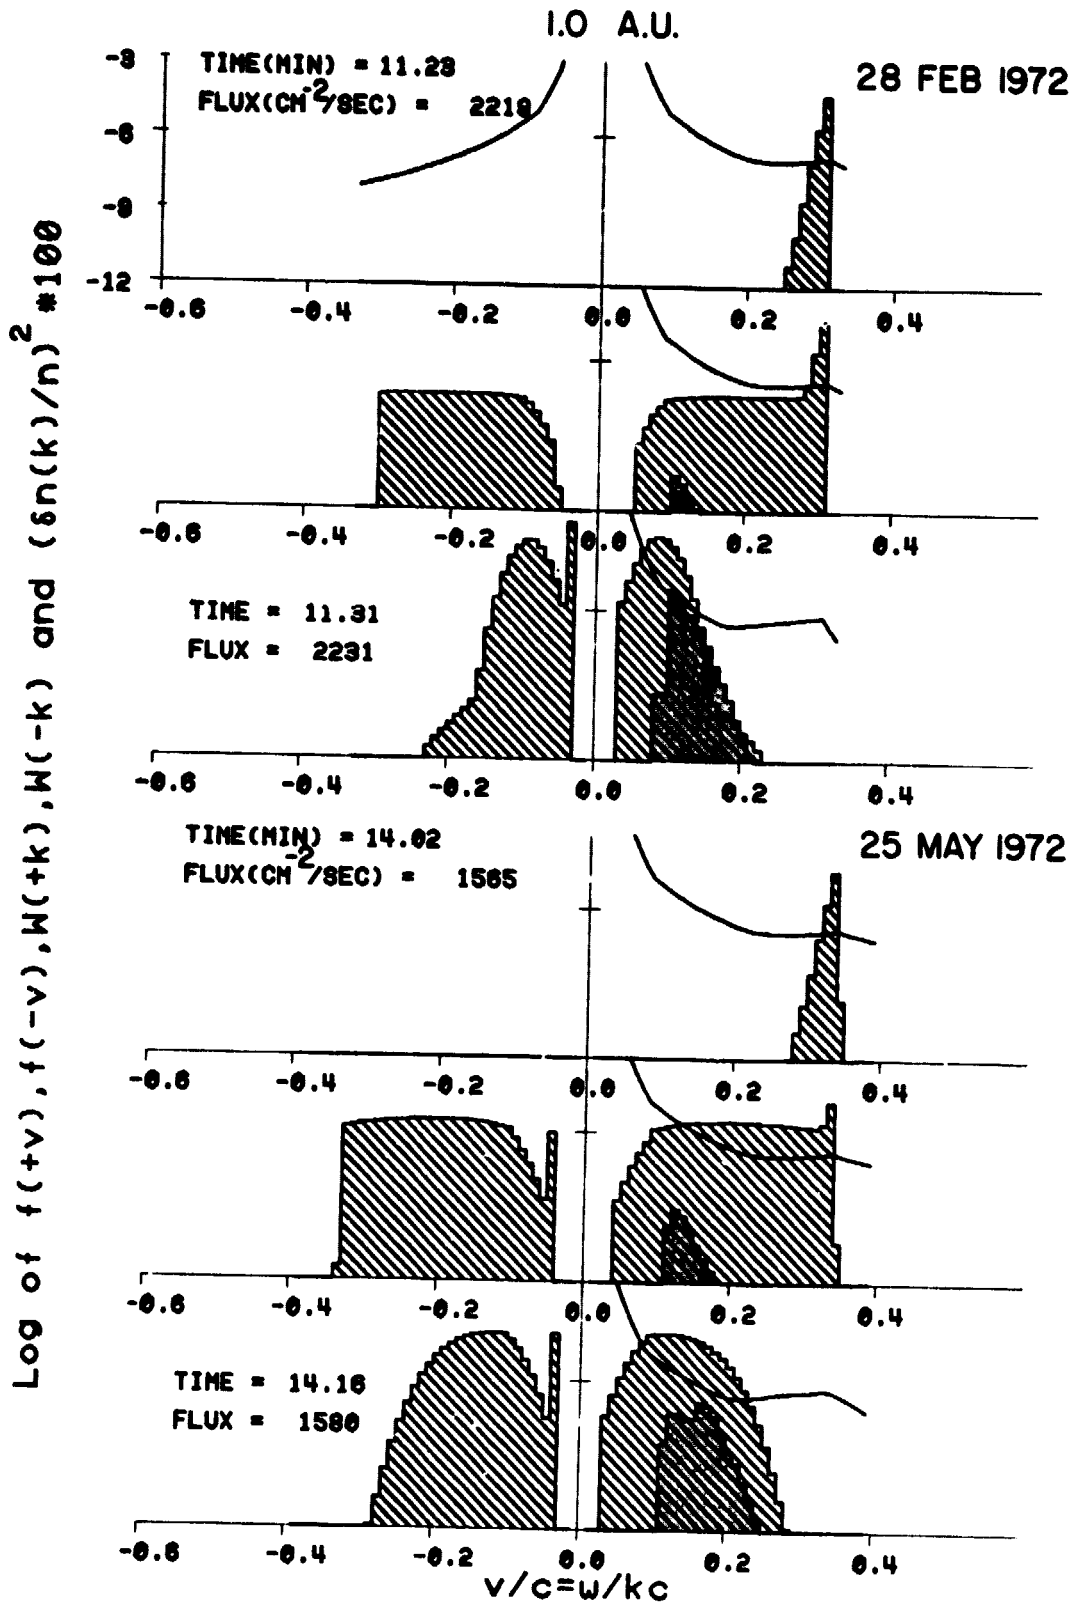 1.0 A.U.
TIME(MIN) = 11.28
FLUX(CM-2/SEC) = 2218
28 FEB 1972
-3
-6
-9
-12
-0.6 -0.4 -0.2 0.0 0.2 0.4
-0.6 -0.4 -0.2 0.0 0.2 0.4
TIME = 11.31
FLUX = 2231
-0.6 -0.4 -0.2 0.0 0.2 0.4
TIME(MIN) = 14.02
FLUX(CM-2/SEC) = 1565
25 MAY 1972
-0.6 -0.4 -0.2 0.0 0.2 0.4
-0.6 -0.4 -0.2 0.0 0.2 0.4
TIME = 14.16
FLUX = 1580
-0.6 -0.4 -0.2 0.0 0.2 0.4
v/c=w/kc
Log of f(+v),f(-v),W(+k),W(-k) and (δn(k)/n)2 *100